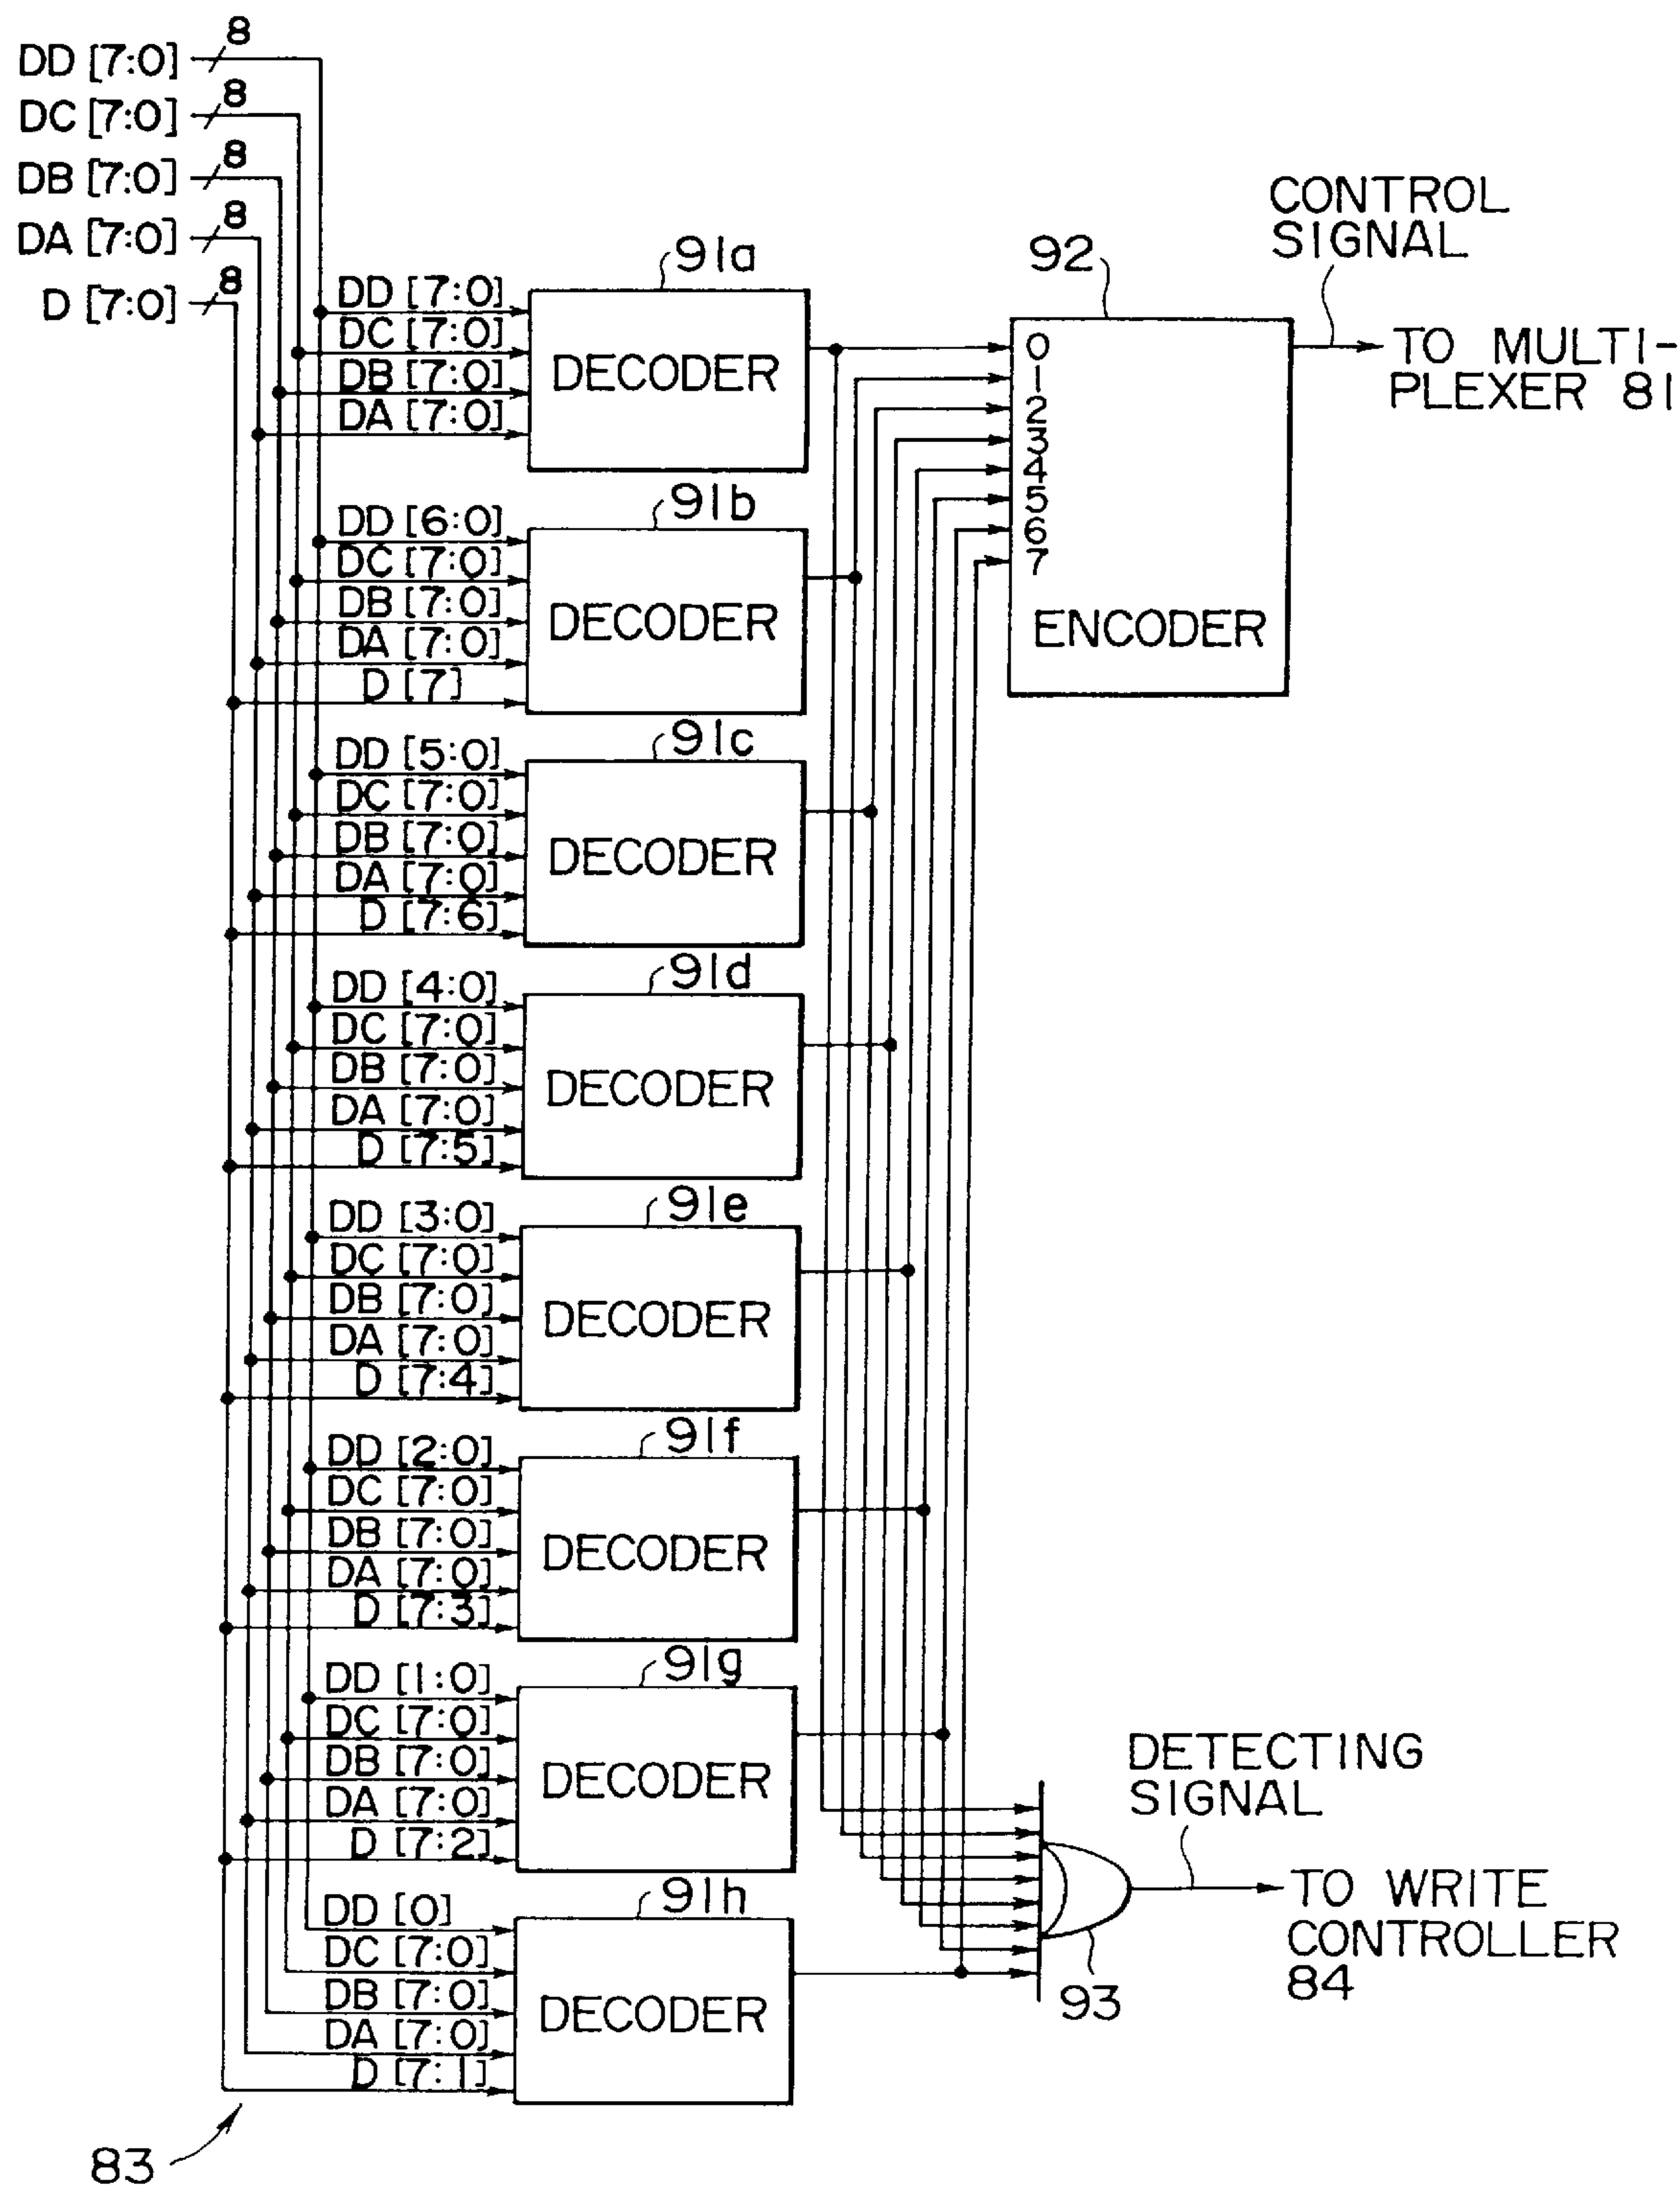 DD [7:0] 8
DC [7:0] 8
DB [7:0] 8
DA [7:0] 8
D [7:0] 8
91a
DD [7:0]
DC [7:0]
DB [7:0]
DA [7:0]
DECODER
91b
DD [6:0]
DC [7:0]
DB [7:0]
DA [7:0]
D [7]
DECODER
91c
DD [5:0]
DC [7:0]
DB [7:0]
DA [7:0]
D [7:6]
DECODER
91d
DD [4:0]
DC [7:0]
DB [7:0]
DA [7:0]
D [7:5]
DECODER
91e
DD [3:0]
DC [7:0]
DB [7:0]
DA [7:0]
D [7:4]
DECODER
91f
DD [2:0]
DC [7:0]
DB [7:0]
DA [7:0]
D [7:3]
DECODER
91g
DD [1:0]
DC [7:0]
DB [7:0]
DA [7:0]
D [7:2]
DECODER
91h
DD [0]
DC [7:0]
DB [7:0]
DA [7:0]
D [7:1]
DECODER
92
0
1
2
3
4
5
6
7
ENCODER
CONTROL
SIGNAL
TO MULTI-
PLEXER 81
DETECTING
SIGNAL
TO WRITE
CONTROLLER
84
93
83